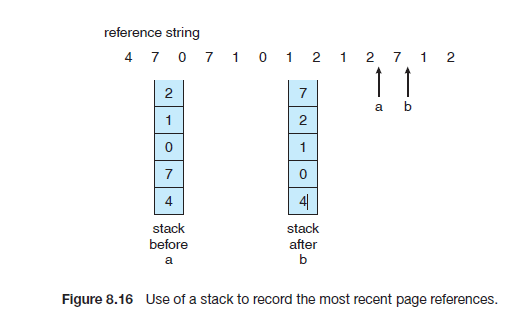 reference string
4 7 0 7 1 0 1 2 1 2 7 1 2
a b
2 7
1 2
0 1
7 0
4 4
stack stack
before after
a b
Figure 8.16 Use of a stack to record the most recent page references.